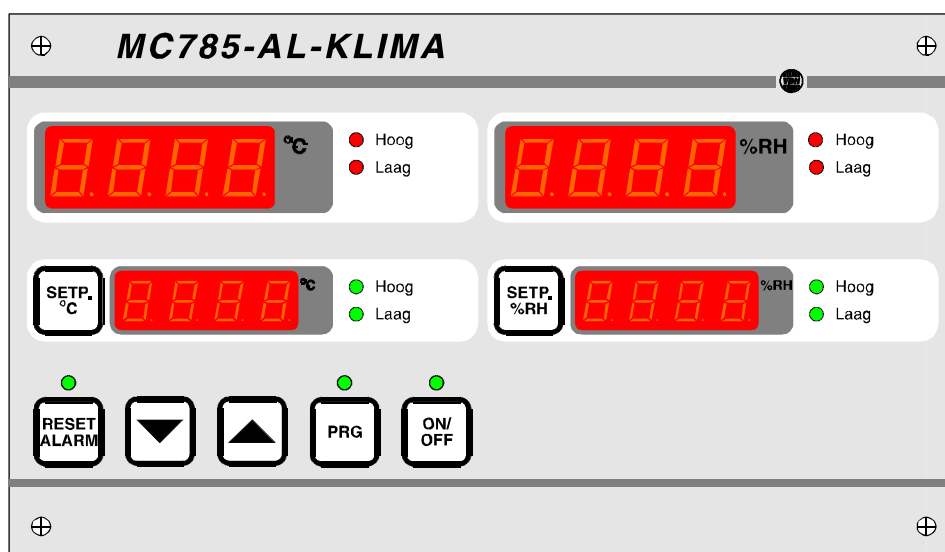 MC785-AL-KLIMA
°C
Hoog
Laag
%RH
Hoog
Laag
SETP.
°C
°C
Hoog
Laag
SETP.
%RH
%RH
Hoog
Laag
RESET
ALARM
PRG
ON/
OFF